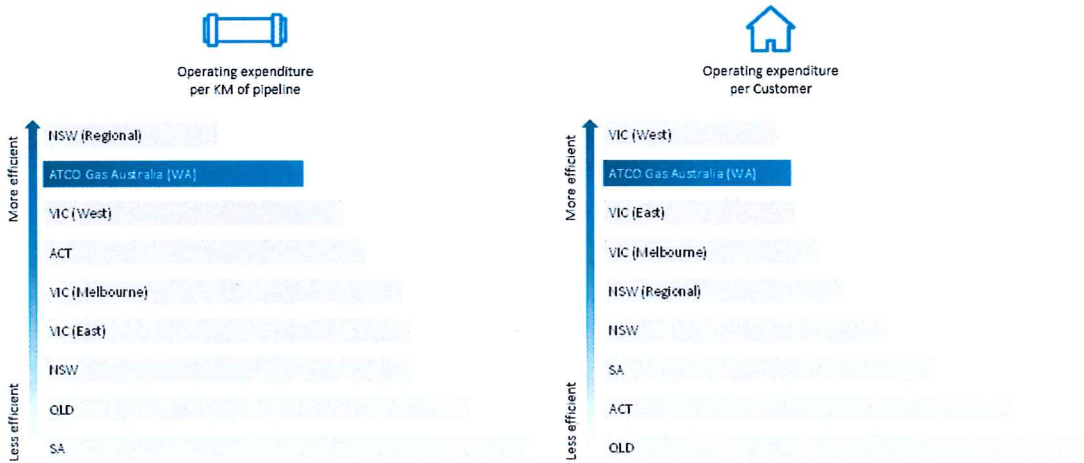 Operating expenditure
per KM of pipeline
More efficient
Less efficient
NSW (Regional)
ATCO Gas Australia (WA)
VIC (West)
ACT
VIC (Melbourne)
VIC (East)
NSW
QLD
SA
Operating expenditure
per Customer
More efficient
Less efficient
VIC (West)
ATCO Gas Australia (WA)
VIC (East)
VIC (Melbourne)
NSW (Regional)
NSW
SA
ACT
QLD